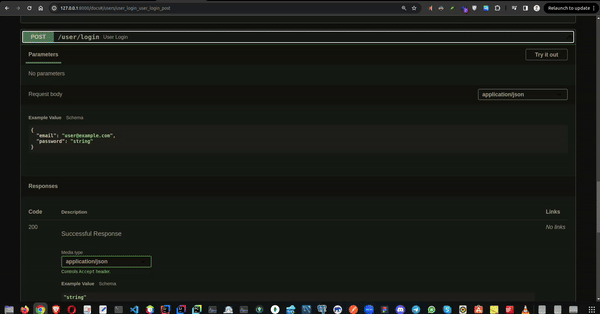 127.0.0.1:8000/docs#/users/user_login_user_login_post
Relaunch to update
POST /user/login User Login
Parameters
Try it out
No parameters
Request body
application/json
Example Value Schema
{
"email": "user@example.com",
"password": "string"
}
Responses
Code Description Links
200 Successful Response No links
Media type
application/json
Controls Accept header.
Example Value Schema
"string"